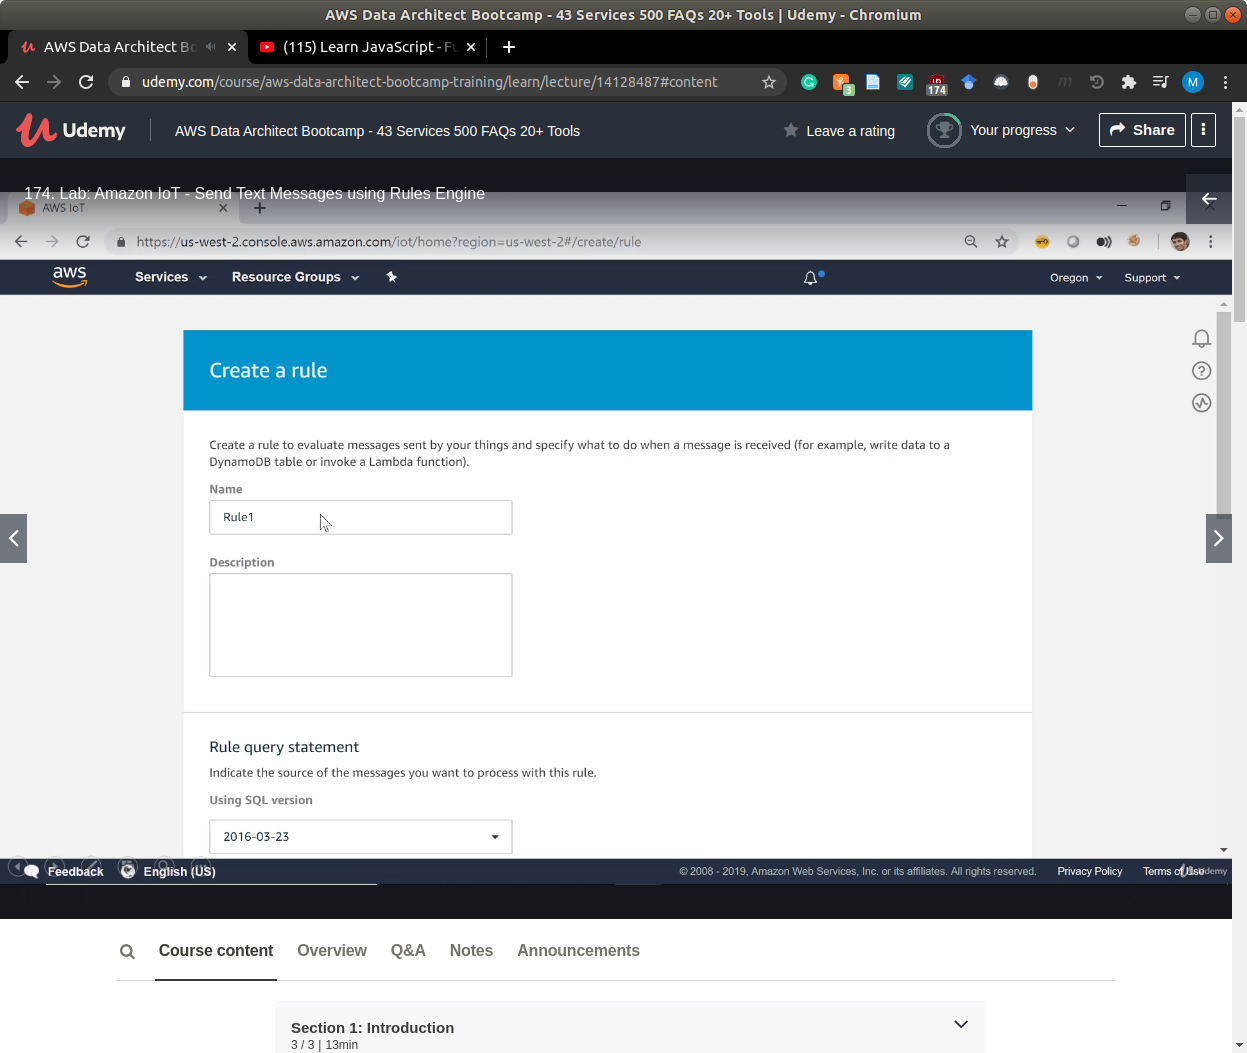 AWS Data Architect Bootcamp - 43 Services 500 FAQs 20+ Tools | Udemy - Chromium
AWS Data Architect Bo
(115) Learn JavaScript - Fu
udemy.com/course/aws-data-architect-bootcamp-training/learn/lecture/14128487#content
3
174
M
Udemy
AWS Data Architect Bootcamp - 43 Services 500 FAQs 20+ Tools
Leave a rating
Your progress
Share
174. Lab: Amazon IoT - Send Text Messages using Rules Engine
AWS IoT
https://us-west-2.console.aws.amazon.com/iot/home?region=us-west-2#/create/rule
aws
Services
Resource Groups
Oregon
Support
Create a rule
Create a rule to evaluate messages sent by your things and specify what to do when a message is received (for example, write data to a
DynamoDB table or invoke a Lambda function).
Name
Rule1
Description
Rule query statement
Indicate the source of the messages you want to process with this rule.
Using SQL version
2016-03-23
Feedback
English (US)
© 2008 - 2019, Amazon Web Services, Inc. or its affiliates. All rights reserved.
Privacy Policy
Terms of Use
Udemy
Course content
Overview
Q&A
Notes
Announcements
Section 1: Introduction
3 / 3 | 13min